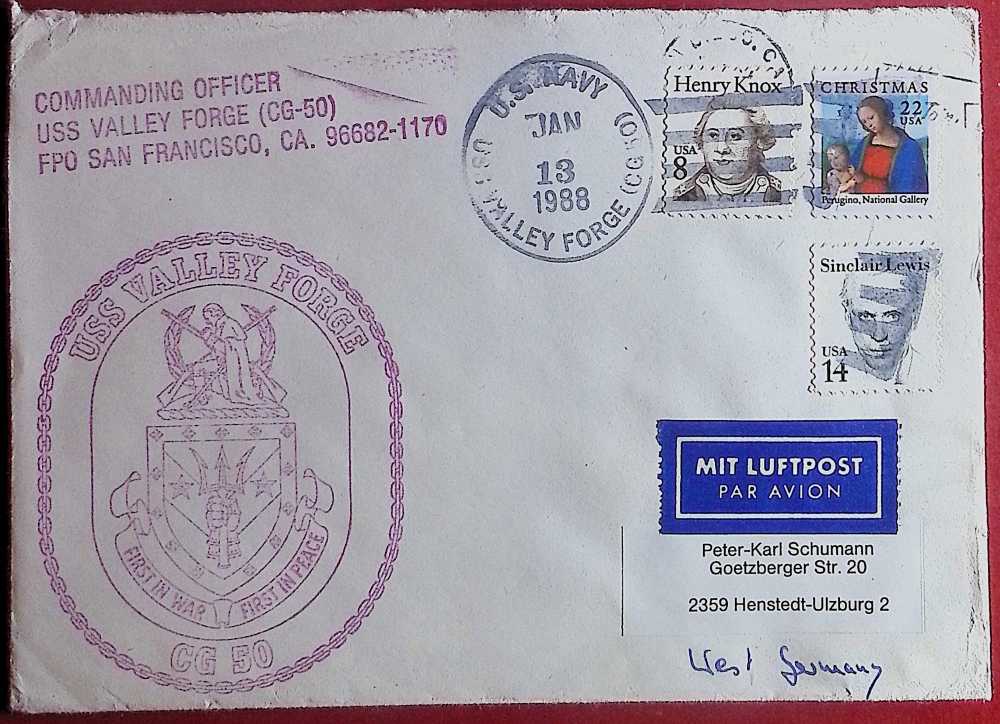 COMMANDING OFFICER
USS VALLEY FORGE (CG-50)
FPO SAN FRANCISCO, CA. 96682-1170
U.S. NAVY
JAN
13
1988
USS VALLEY FORGE (CG 50)
CA
Henry Knox
USA
8
CHRISTMAS
22
USA
Perugino, National Gallery
Sinclair Lewis
USA
14
USS VALLEY FORGE
FIRST IN WAR FIRST IN PEACE
CG 50
MIT LUFTPOST
PAR AVION
Peter-Karl Schumann
Goetzberger Str. 20
2359 Henstedt-Ulzburg 2
West Germany